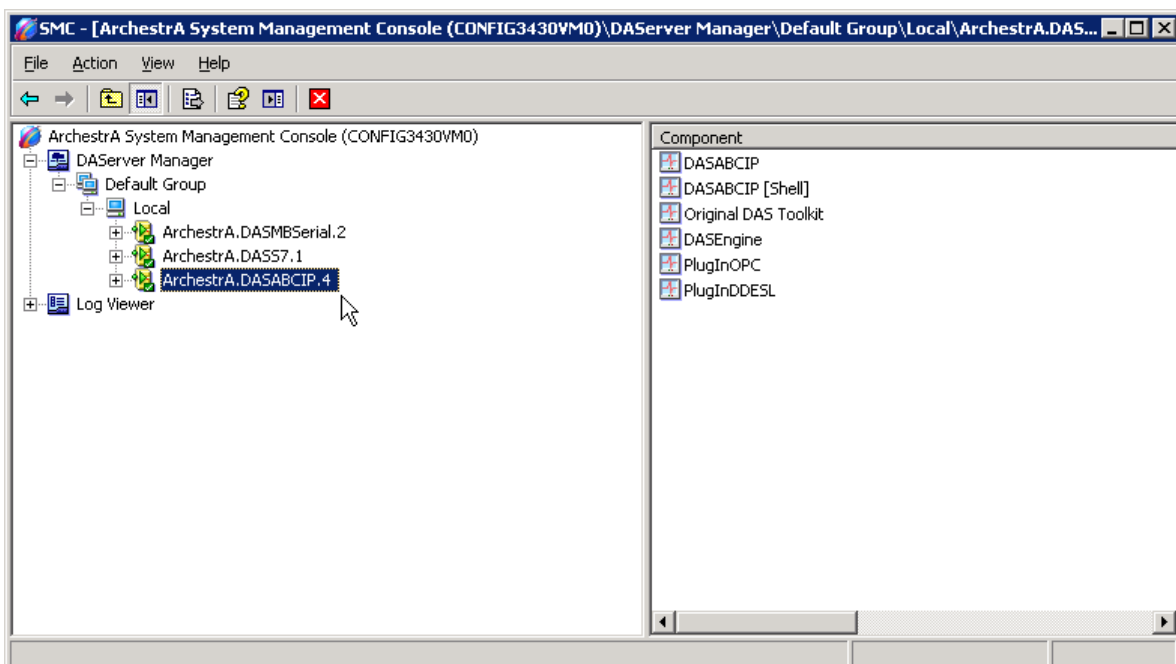 SMC - [ArchestrA System Management Console (CONFIG3430VM0)\DAServer Manager\Default Group\Local\ArchestrA.DAS...
File Action View Help
ArchestrA System Management Console (CONFIG3430VM0)
DAServer Manager
Default Group
Local
ArchestrA.DASMBSerial.2
ArchestrA.DASS7.1
ArchestrA.DASABCIP.4
Log Viewer
Component
DASABCIP
DASABCIP [Shell]
Original DAS Toolkit
DASEngine
PlugInOPC
PlugInDDESL